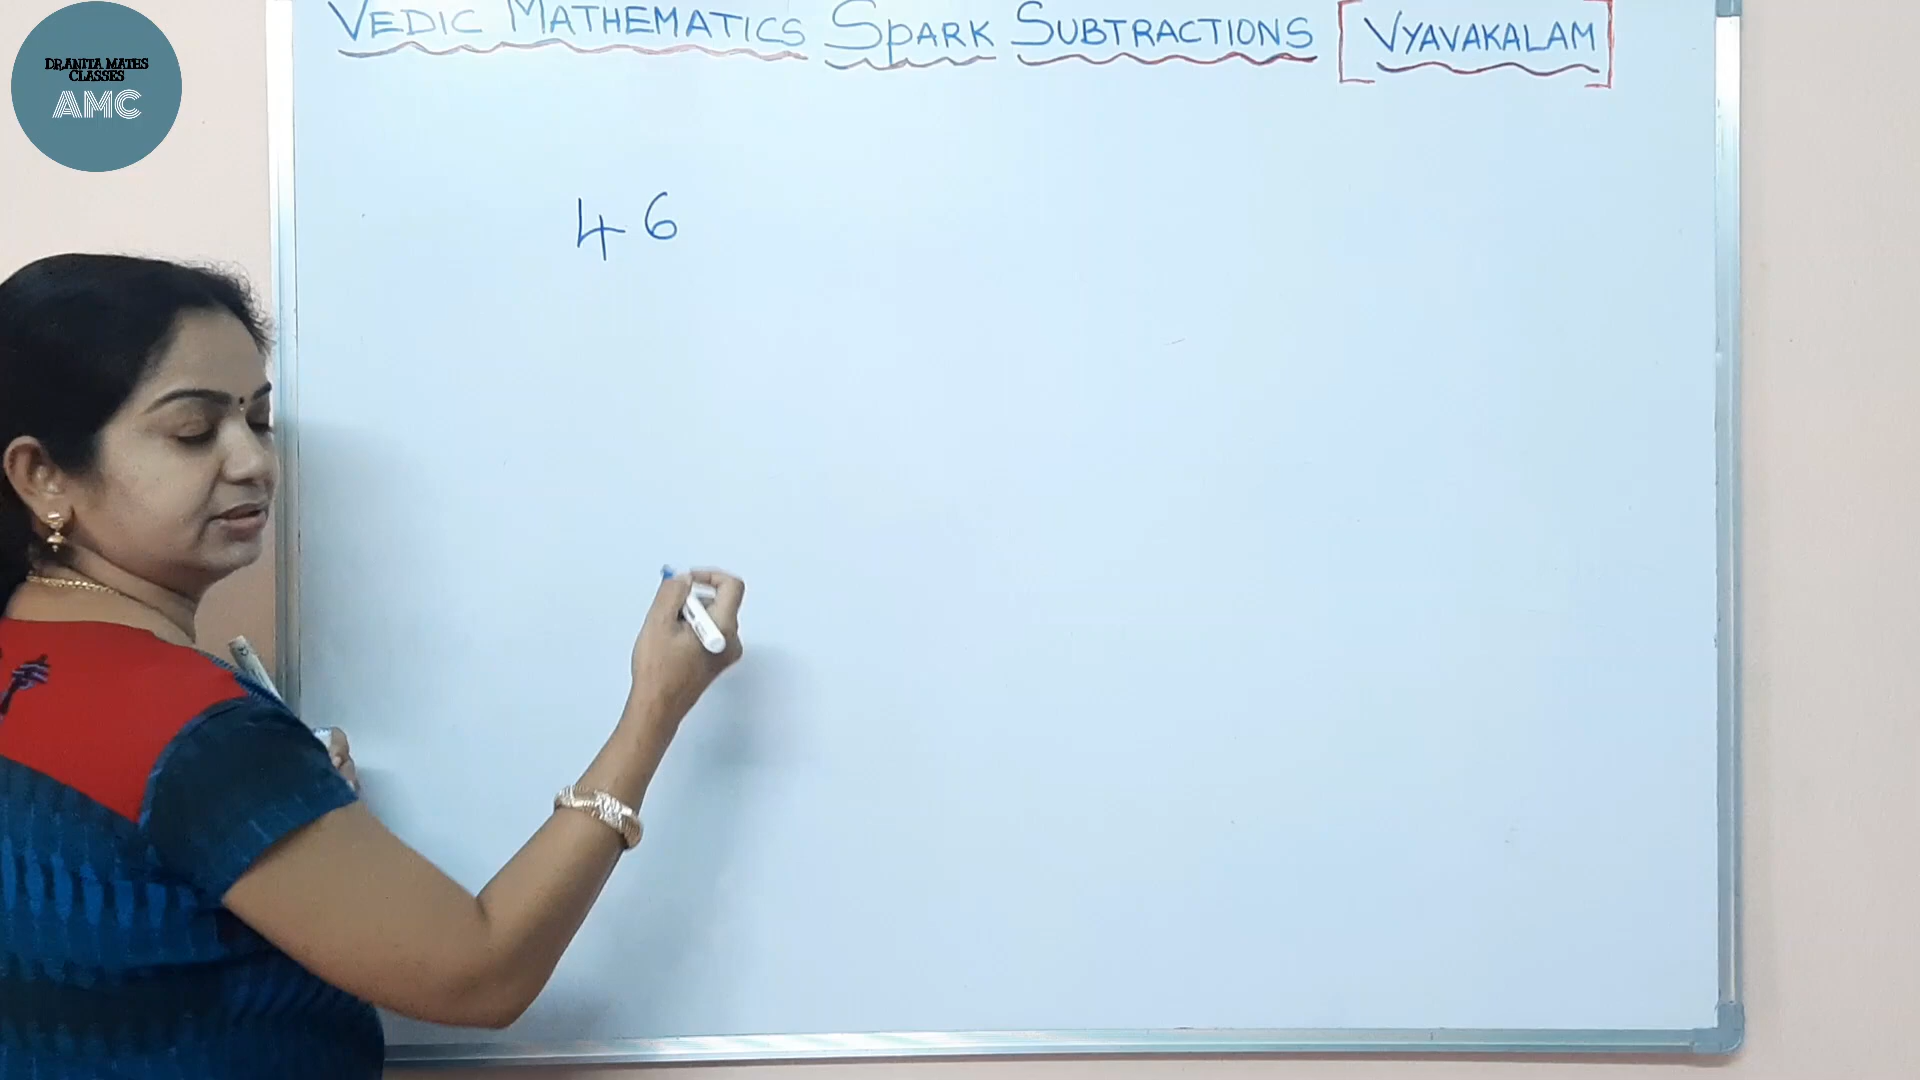 VEDIC MATHEMATICS SPARK SUBTRACTIONS [VYAVAKALAM]
DR.ANITA MATHS
CLASSES
AMC
46